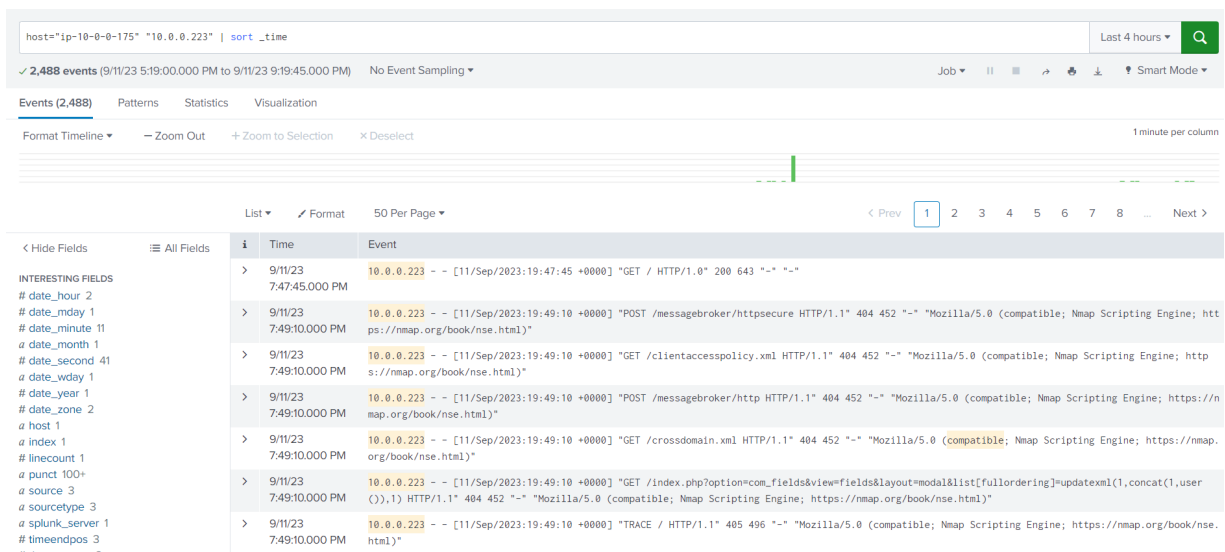 host="ip-10-0-0-175" "10.0.0.223" | sort _time
Last 4 hours
2,488 events (9/11/23 5:19:00.000 PM to 9/11/23 9:19:45.000 PM) No Event Sampling
Job Smart Mode
Events (2,488) Patterns Statistics Visualization
Format Timeline — Zoom Out + Zoom to Selection × Deselect
1 minute per column
List Format 50 Per Page
< Prev 1 2 3 4 5 6 7 8 ... Next >
< Hide Fields All Fields
i Time Event
INTERESTING FIELDS
# date_hour 2
# date_mday 1
# date_minute 11
a date_month 1
# date_second 41
a date_wday 1
# date_year 1
# date_zone 2
a host 1
a index 1
# linecount 1
a punct 100+
a source 3
a sourcetype 3
a splunk_server 1
# timeendpos 3
> 9/11/23
7:47:45.000 PM
10.0.0.223 - - [11/Sep/2023:19:47:45 +0000] "GET / HTTP/1.0" 200 643 "-" "-"
> 9/11/23
7:49:10.000 PM
10.0.0.223 - - [11/Sep/2023:19:49:10 +0000] "POST /messagebroker/httpsecure HTTP/1.1" 404 452 "-" "Mozilla/5.0 (compatible; Nmap Scripting Engine; htt
ps://nmap.org/book/nse.html)"
> 9/11/23
7:49:10.000 PM
10.0.0.223 - - [11/Sep/2023:19:49:10 +0000] "GET /clientaccesspolicy.xml HTTP/1.1" 404 452 "-" "Mozilla/5.0 (compatible; Nmap Scripting Engine; http
s://nmap.org/book/nse.html)"
> 9/11/23
7:49:10.000 PM
10.0.0.223 - - [11/Sep/2023:19:49:10 +0000] "POST /messagebroker/http HTTP/1.1" 404 452 "-" "Mozilla/5.0 (compatible; Nmap Scripting Engine; https://n
map.org/book/nse.html)"
> 9/11/23
7:49:10.000 PM
10.0.0.223 - - [11/Sep/2023:19:49:10 +0000] "GET /crossdomain.xml HTTP/1.1" 404 452 "-" "Mozilla/5.0 (compatible; Nmap Scripting Engine; https://nmap.
org/book/nse.html)"
> 9/11/23
7:49:10.000 PM
10.0.0.223 - - [11/Sep/2023:19:49:10 +0000] "GET /index.php?option=com_fields&view=fields&layout=modal&list[fullordering]=updatexml(1,concat(1,user
()),1) HTTP/1.1" 404 452 "-" "Mozilla/5.0 (compatible; Nmap Scripting Engine; https://nmap.org/book/nse.html)"
> 9/11/23
7:49:10.000 PM
10.0.0.223 - - [11/Sep/2023:19:49:10 +0000] "TRACE / HTTP/1.1" 405 496 "-" "Mozilla/5.0 (compatible; Nmap Scripting Engine; https://nmap.org/book/nse.
html)"